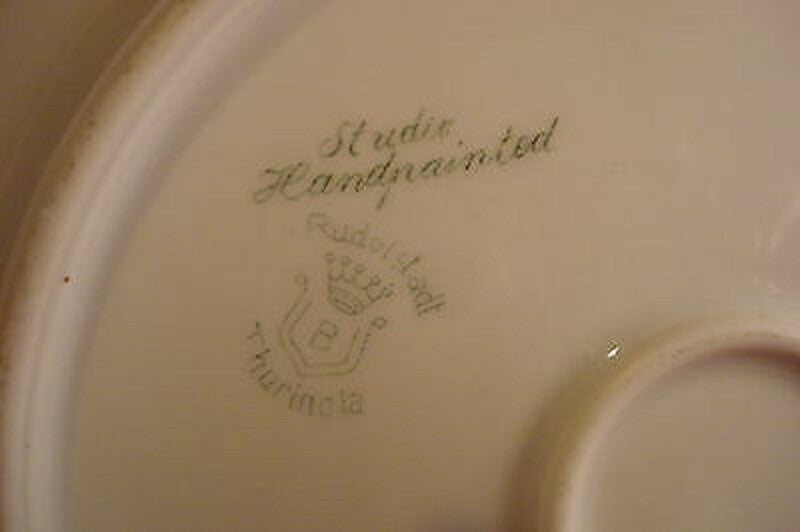 Studio
Handpainted
Rudolstadt
B
Thuringia